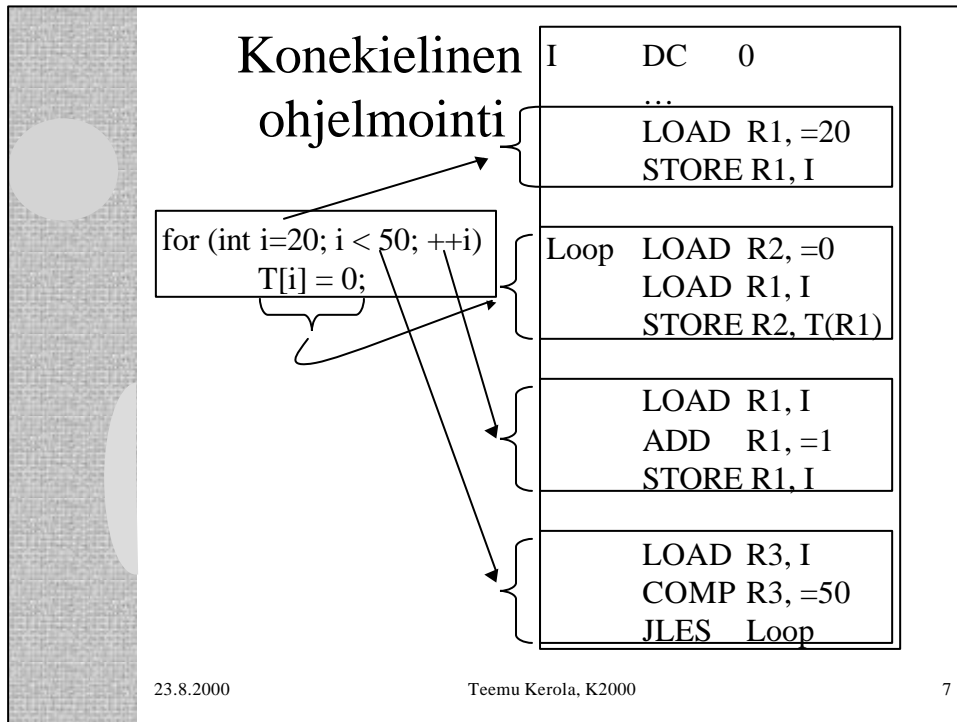 Konekielinen
ohjelmointi
for (int i=20; i < 50; ++i)
T[i] = 0;
I DC 0
…
LOAD R1, =20
STORE R1, I
Loop LOAD R2, =0
LOAD R1, I
STORE R2, T(R1)
LOAD R1, I
ADD R1, =1
STORE R1, I
LOAD R3, I
COMP R3, =50
JLES Loop
23.8.2000 Teemu Kerola, K2000 7